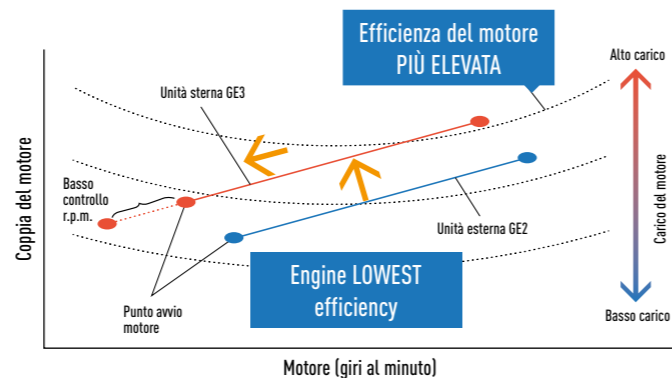 Efficienza del motore
PIÙ ELEVATA
Alto carico
Unità sterna GE3
Basso
controllo
r.p.m.
Coppia del motore
Carico del motore
Unità esterna GE2
Engine LOWEST
efficiency
Punto avvio
motore
Basso carico
Motore (giri al minuto)